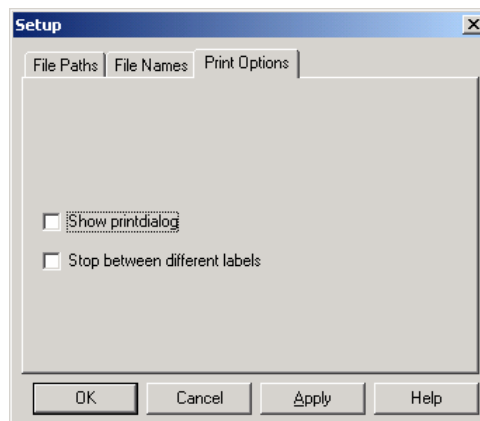 Setup
File Paths File Names Print Options
Show printdialog
Stop between different labels
OK Cancel Apply Help